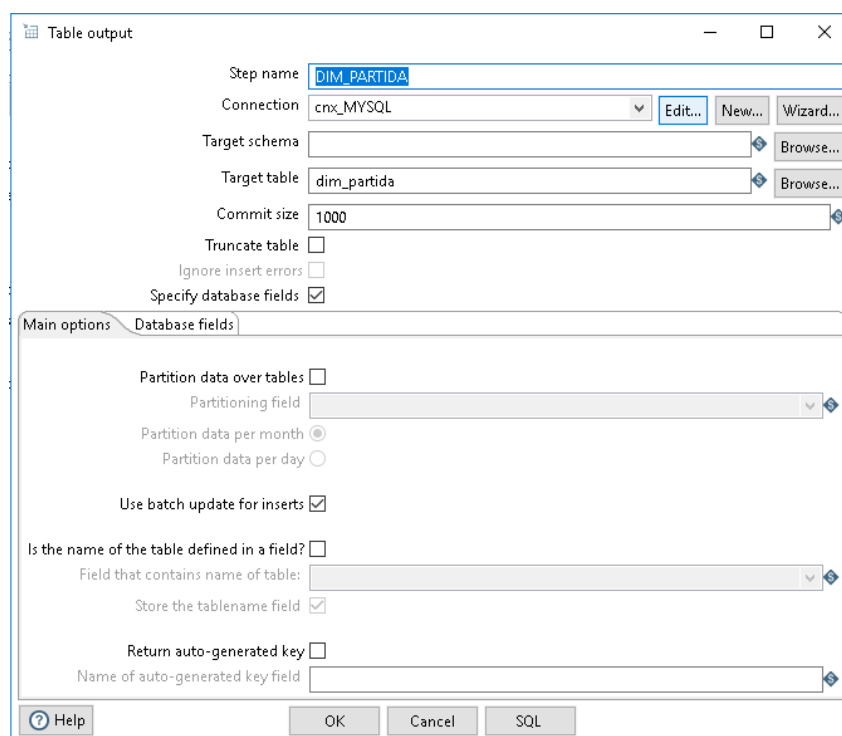 Table output
Step name DIM_PARTIDA
Connection cnx_MYSQL Edit... New... Wizard...
Target schema Browse...
Target table dim_partida Browse...
Commit size 1000
Truncate table
Ignore insert errors
Specify database fields
Main options Database fields
Partition data over tables
Partitioning field
Partition data per month
Partition data per day
Use batch update for inserts
Is the name of the table defined in a field?
Field that contains name of table:
Store the tablename field
Return auto-generated key
Name of auto-generated key field
Help OK Cancel SQL